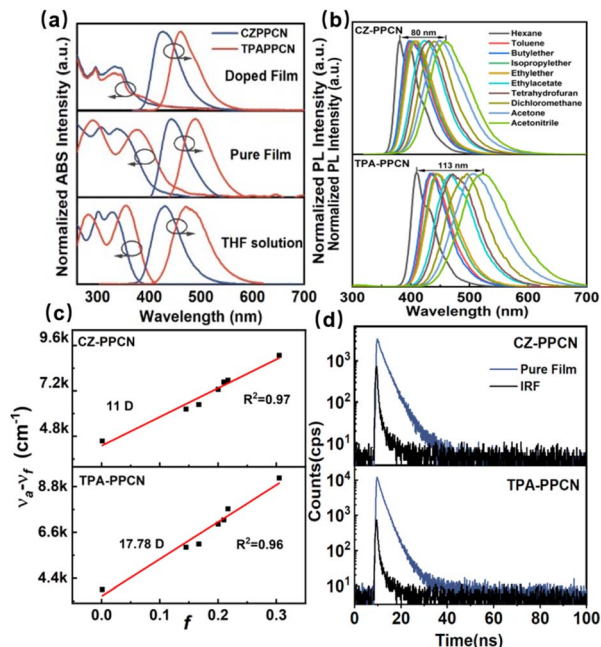 (a)
CZPPCN
TPAPPCN
Doped Film
Pure Film
THF solution
Normalized ABS Intensity (a.u.)
Normalized PL Intensity (a.u.)
300 400 500 600 700
Wavelength (nm)
(b)
CZ-PPCN
80 nm
Hexane
Toluene
Butylether
Isopropylether
Ethylether
Ethylacetate
Tetrahydrofuran
Dichloromethane
Acetone
Acetonitrile
TPA-PPCN
113 nm
Normalized PL Intensity (a.u.)
300 400 500 600 700
Wavelength (nm)
(c)
9.6k
CZ-PPCN
7.2k
11 D
R²=0.97
4.8k
8.8k
TPA-PPCN
6.6k
17.78 D
R²=0.96
4.4k
νa-νf (cm⁻¹)
0.0 0.1 0.2 0.3
f
(d)
CZ-PPCN
Pure Film
IRF
10³
10²
10¹
TPA-PPCN
10⁴
10³
10²
10¹
Counts(cps)
0 20 40 60 80 100
Time(ns)